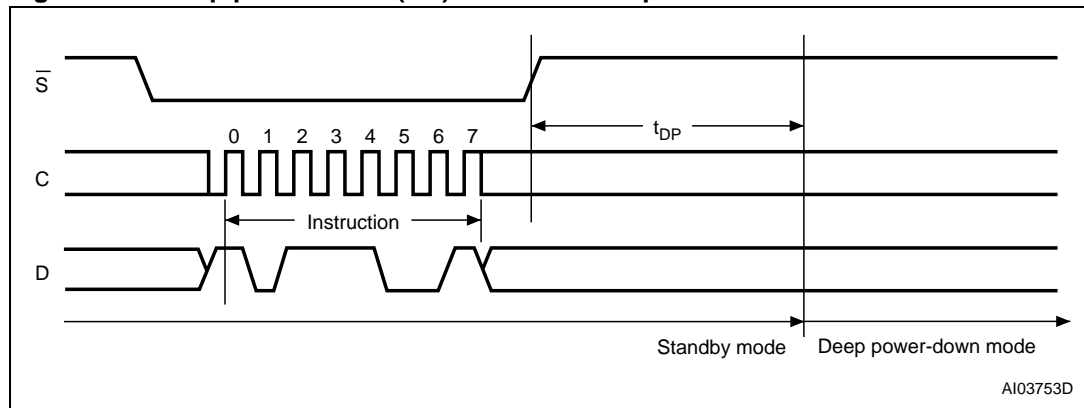 S
0 1 2 3 4 5 6 7
tDP
C
Instruction
D
Standby mode Deep power-down mode
AI03753D